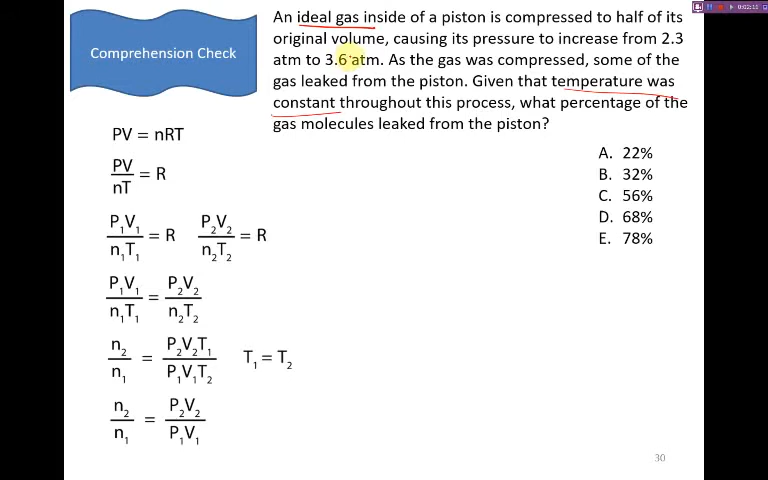 Comprehension Check
An ideal gas inside of a piston is compressed to half of its
original volume, causing its pressure to increase from 2.3
atm to 3.6 atm. As the gas was compressed, some of the
gas leaked from the piston. Given that temperature was
constant throughout this process, what percentage of the
gas molecules leaked from the piston?
A. 22%
B. 32%
C. 56%
D. 68%
E. 78%
PV = nRT
PV/nT = R
P₁V₁/n₁T₁ = R P₂V₂/n₂T₂ = R
P₁V₁/n₁T₁ = P₂V₂/n₂T₂
n₂/n₁ = P₂V₂T₁/P₁V₁T₂ T₁ = T₂
n₂/n₁ = P₂V₂/P₁V₁
30